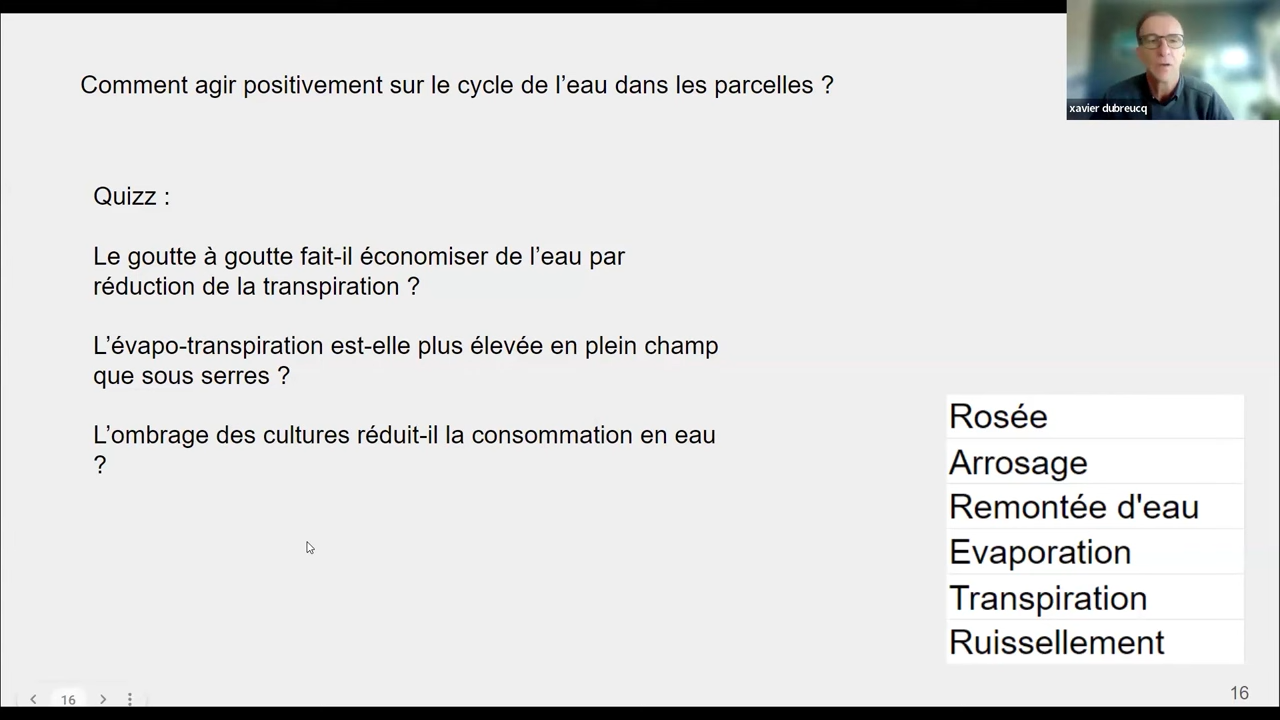 Comment agir positivement sur le cycle de l’eau dans les parcelles ?
xavier dubreucq
Quizz :
Le goutte à goutte fait-il économiser de l’eau par
réduction de la transpiration ?
L’évapo-transpiration est-elle plus élevée en plein champ
que sous serres ?
L’ombrage des cultures réduit-il la consommation en eau
?
Rosée
Arrosage
Remontée d'eau
Evaporation
Transpiration
Ruissellement
16
16